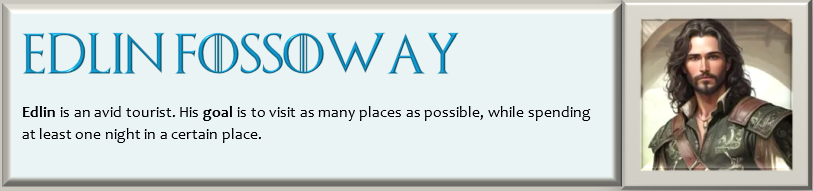 EDLIN FOSSOWAY
Edlin is an avid tourist. His goal is to visit as many places as possible, while spending
at least one night in a certain place.